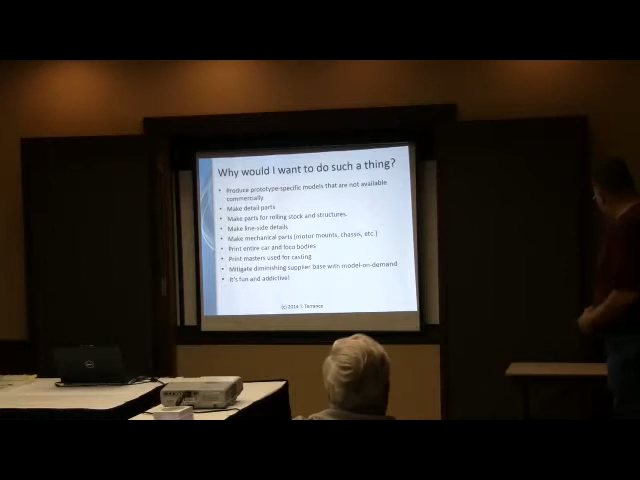 Why would I want to do such a thing?
• Produce prototype-specific models that are not available
commercially.
• Make detail parts
• Make parts for rolling stock and structures.
• Make line-side details
• Make mechanical parts (motor mounts, chassis, etc.)
• Print entire car and loco bodies
• Print masters used for casting
• Mitigate diminishing supplier base with model-on-demand
• It's fun and addictive!
(c) 2014 T. Terrance
DELL